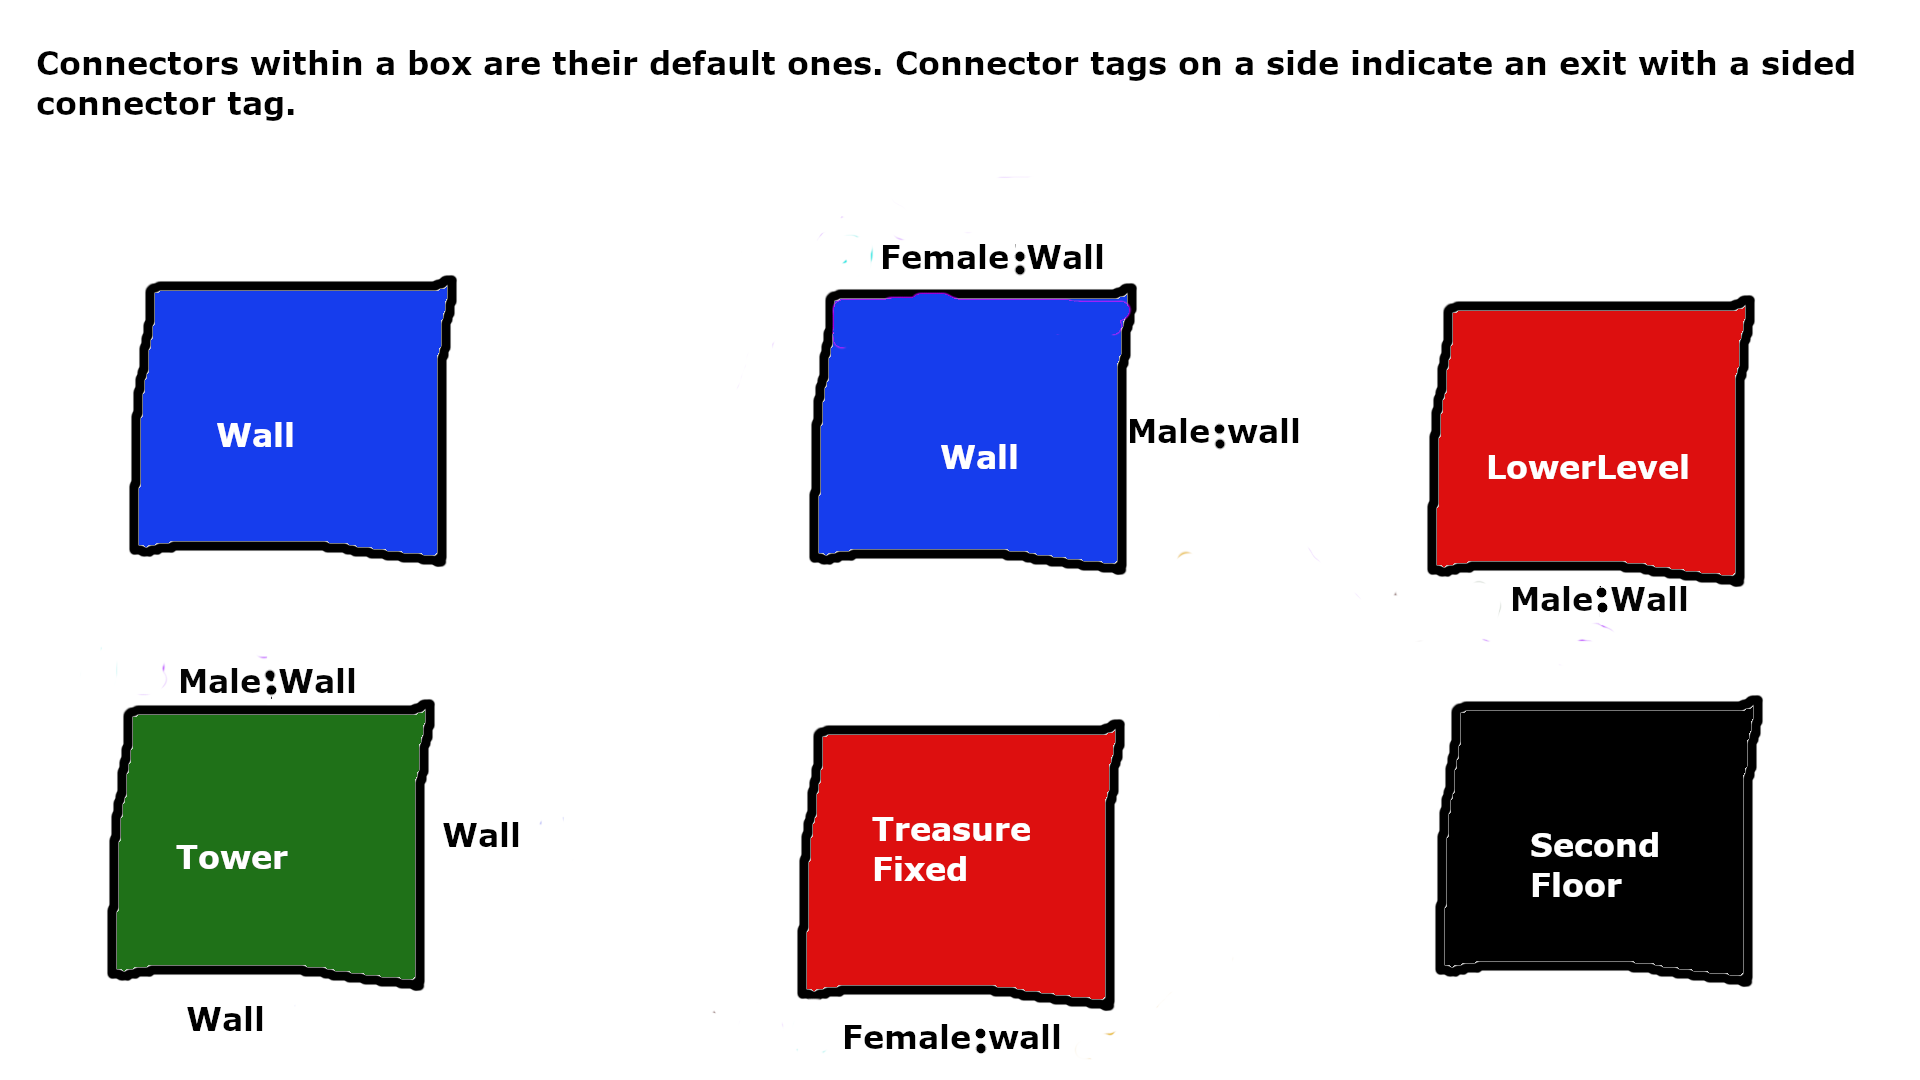 Connectors within a box are their default ones. Connector tags on a side indicate an exit with a sided
connector tag.
Female:Wall
Wall
Wall
Male:wall
LowerLevel
Male:Wall
Male:Wall
Tower
Wall
Wall
Treasure
Fixed
Female:wall
Second
Floor